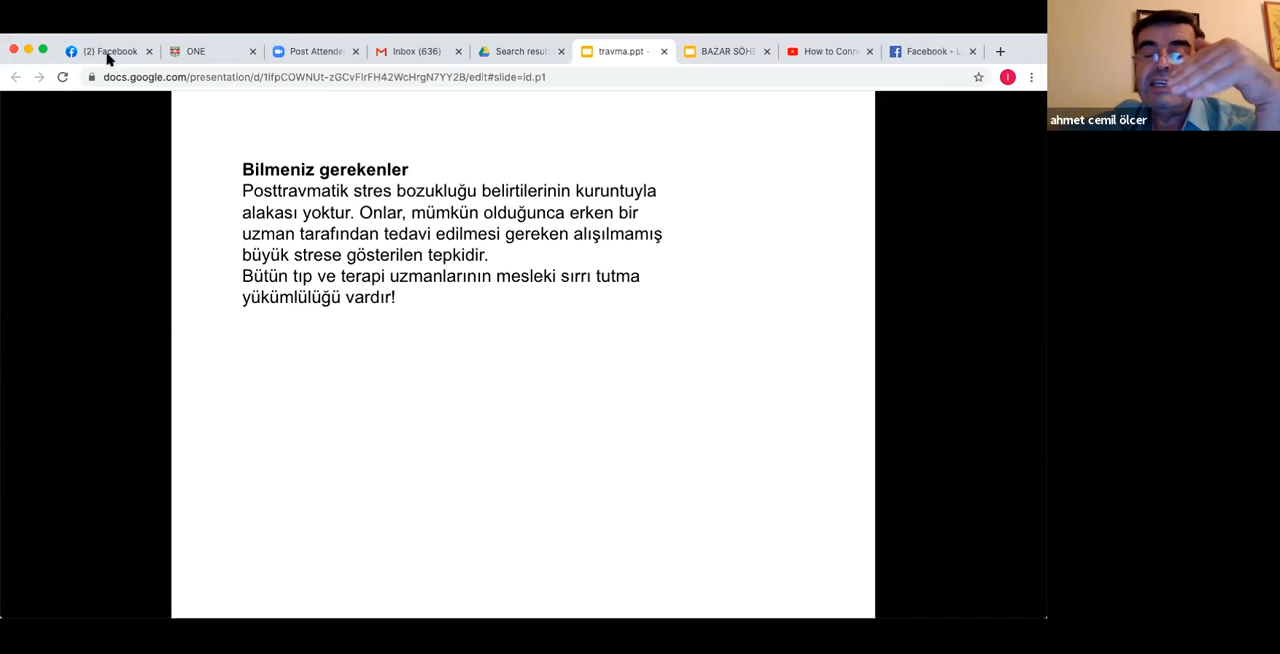 (2) Facebook
ONE
Post Attende
Inbox (636)
Search resul
travma.ppt -
BAZAR SÖHB
How to Conn
Facebook - L
docs.google.com/presentation/d/
/edit#slide=id.p1
ahmet cemil ölcer
Bilmeniz gerekenler
Posttravmatik stres bozukluğu belirtilerinin kuruntuyla
alakası yoktur. Onlar, mümkün olduğunca erken bir
uzman tarafından tedavi edilmesi gereken alışılmamış
büyük strese gösterilen tepkidir.
Bütün tıp ve terapi uzmanlarının mesleki sırrı tutma
yükümlülüğü vardır!